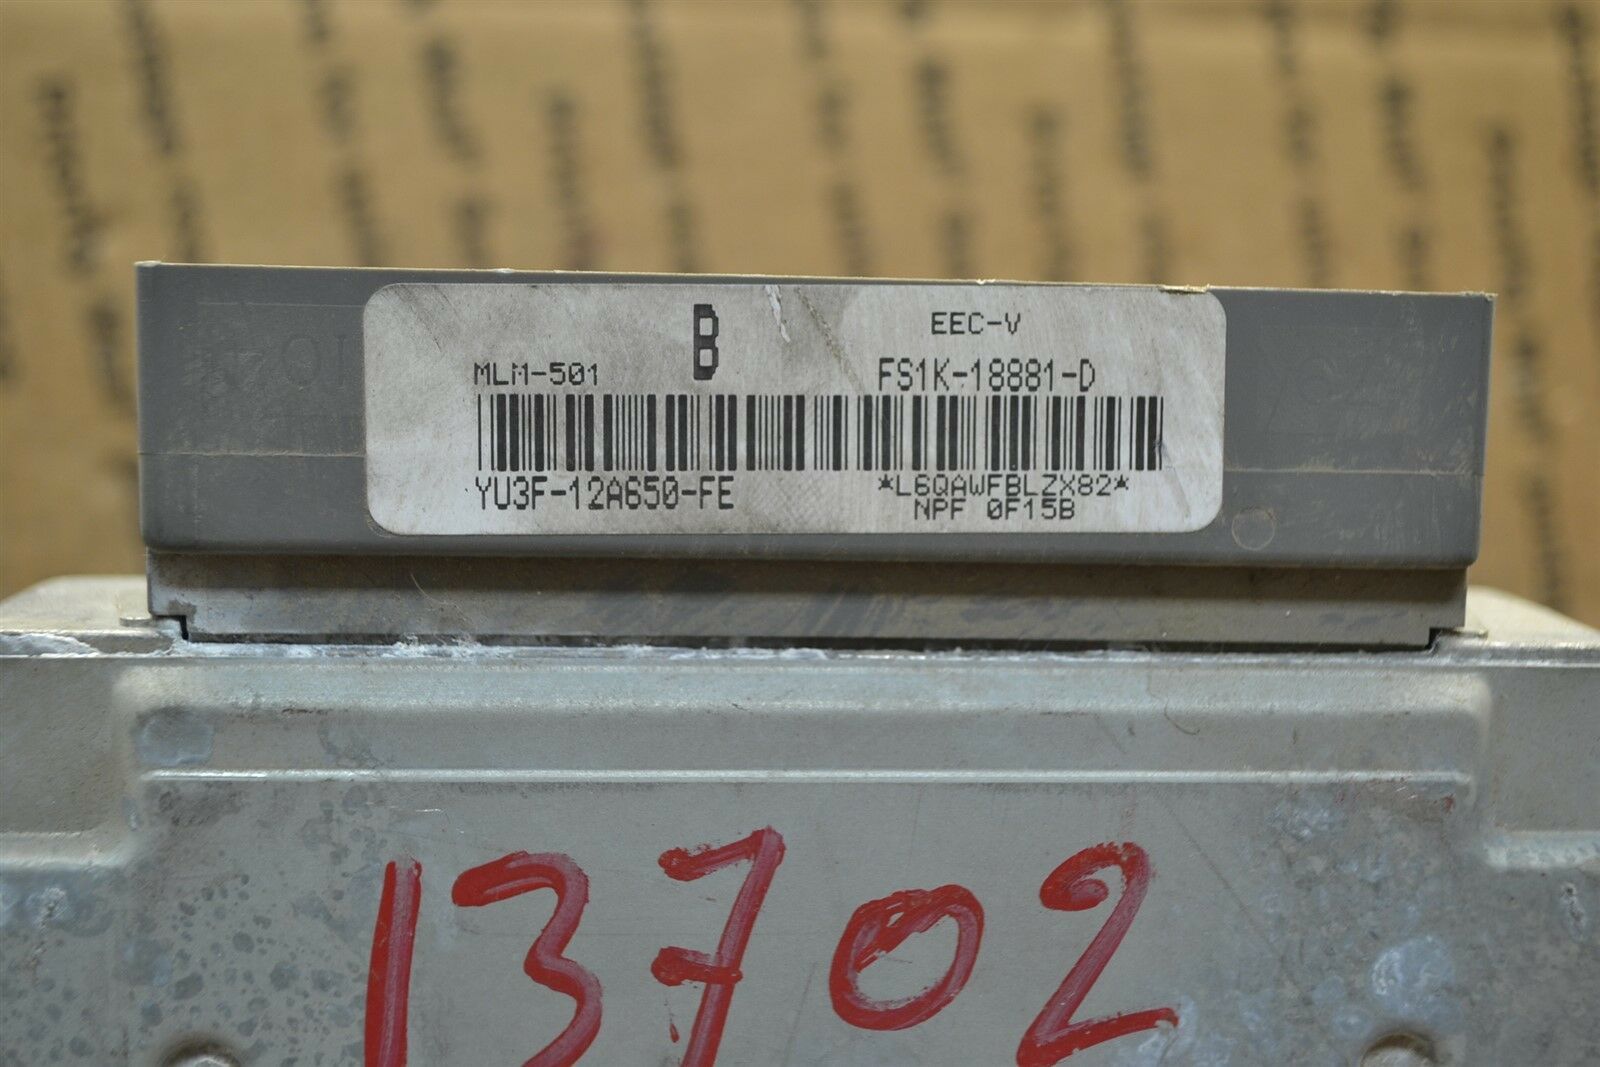 B
EEC-V
MLM-501
FS1K-18881-D
YU3F-12A650-FE
*L6QAWFBLZX82*
NPF 0F15B
13702